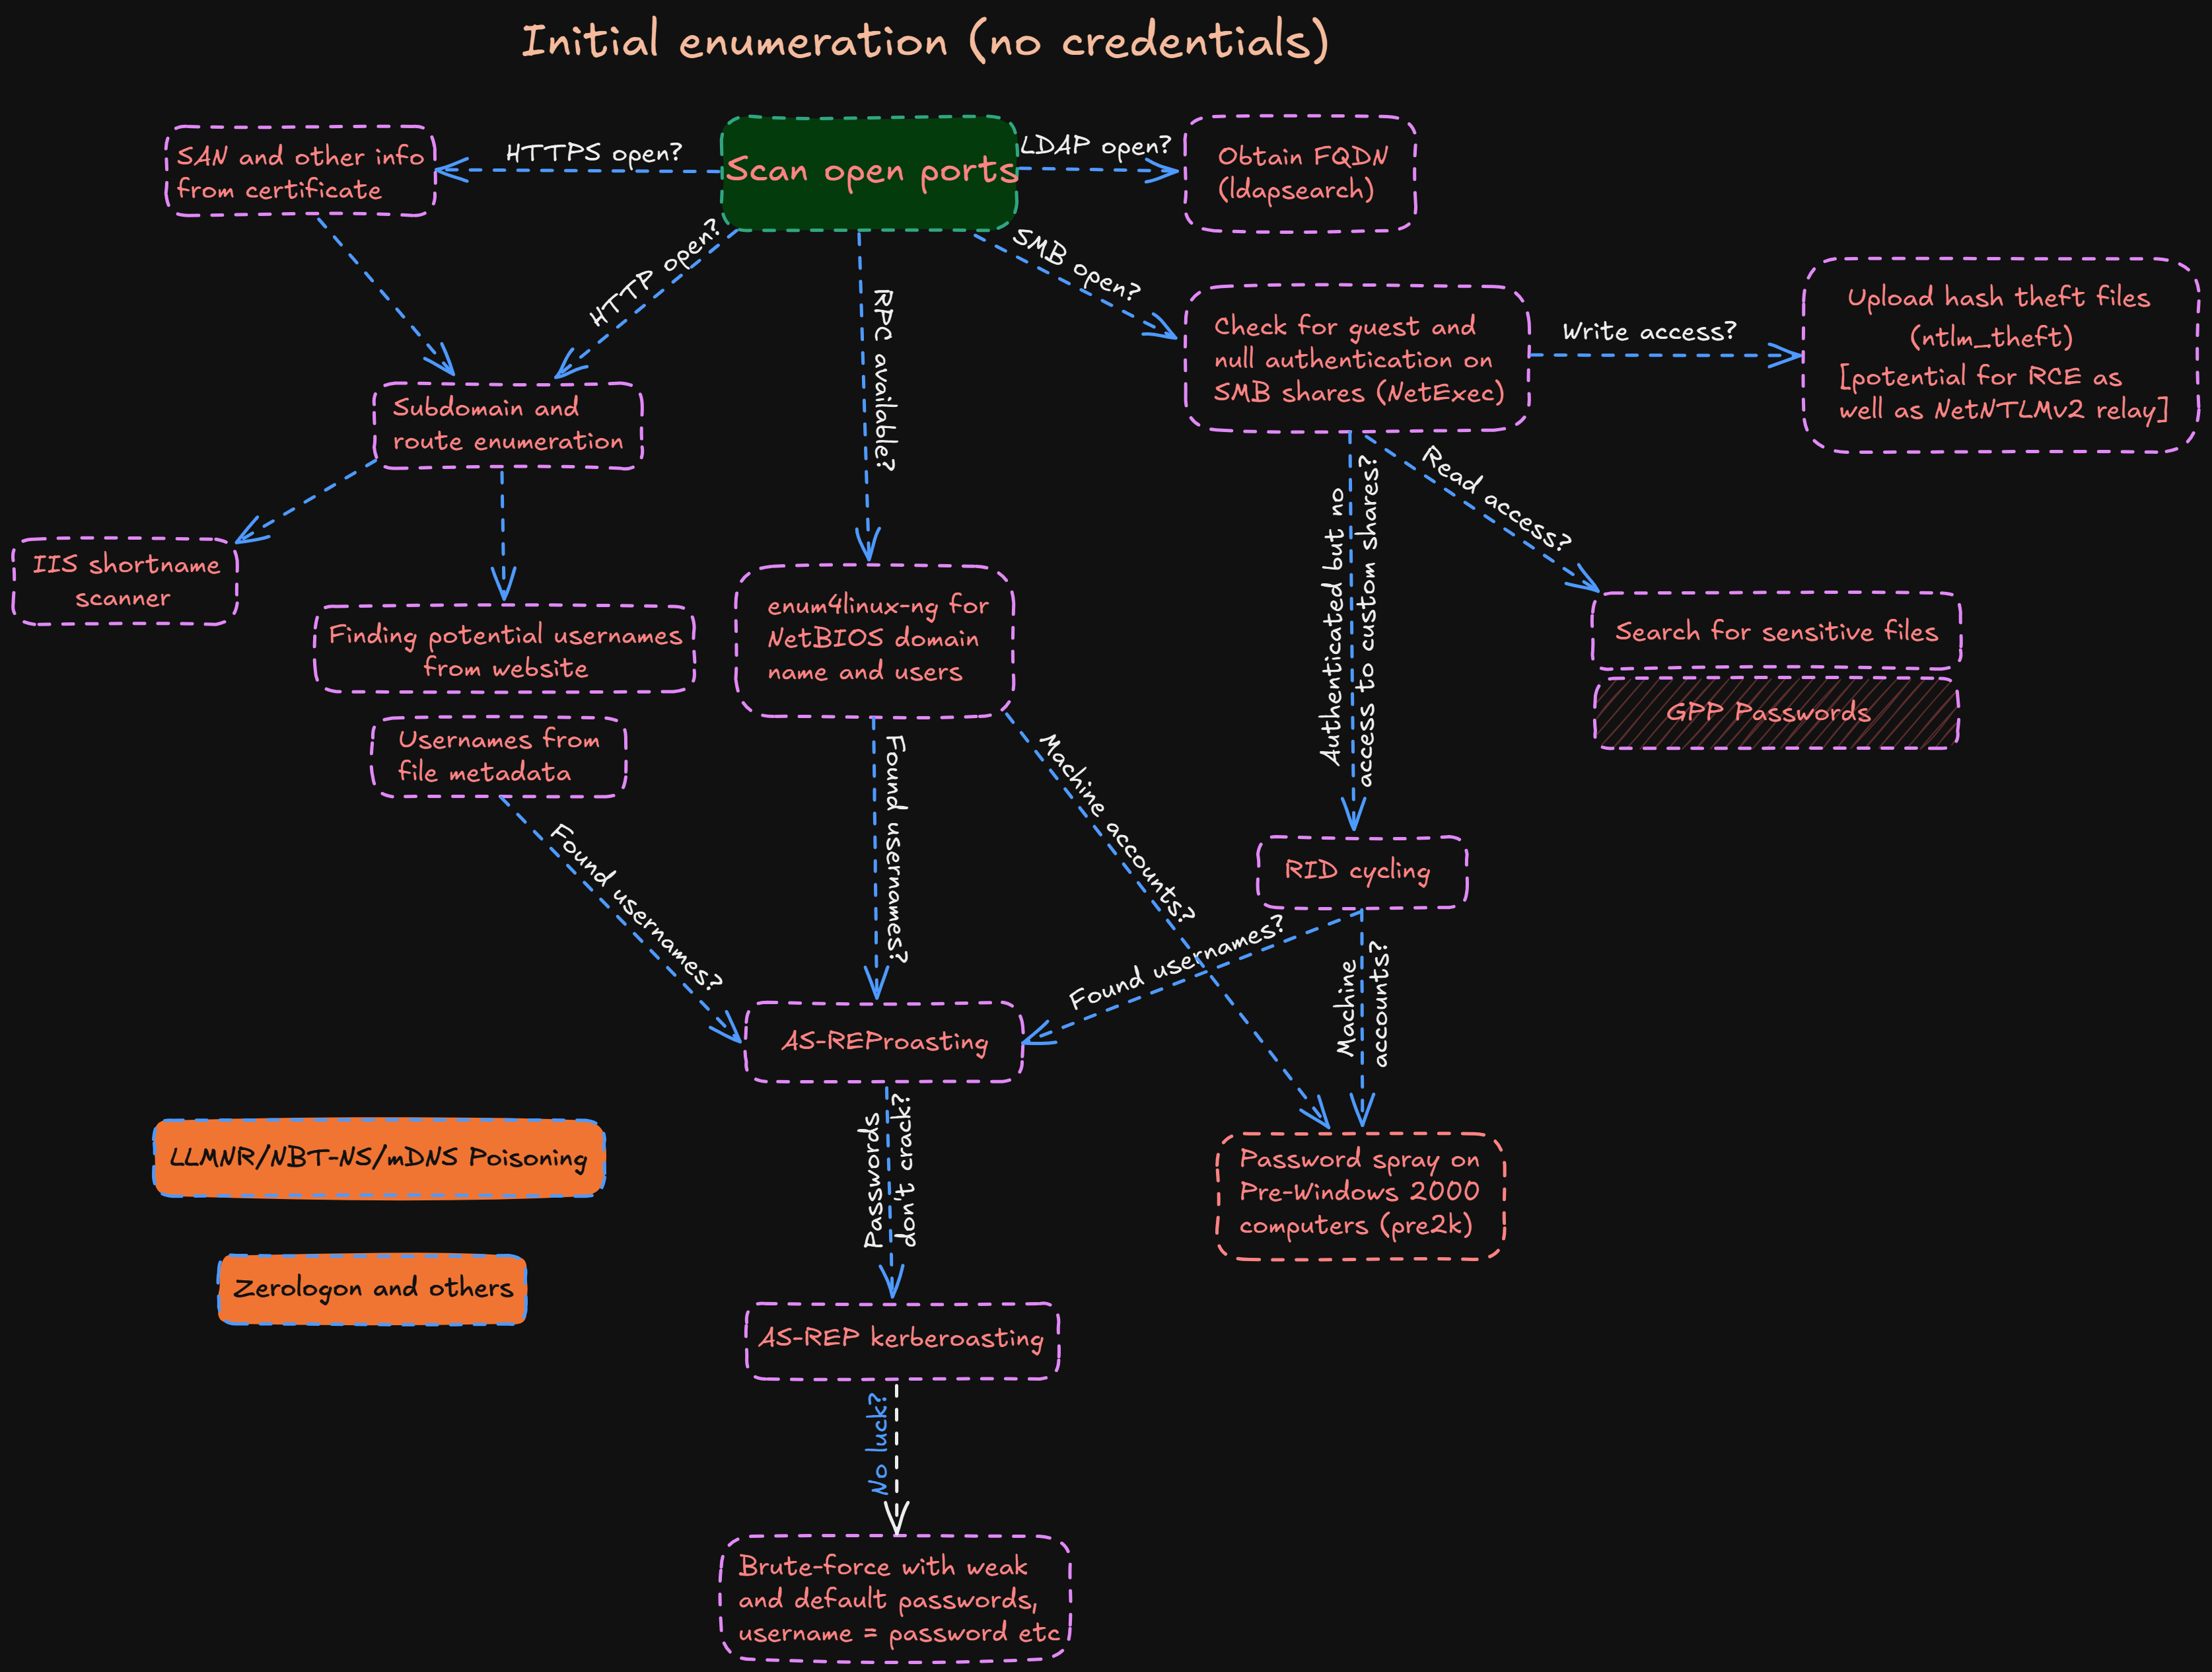 Initial enumeration (no credentials)
SAN and other info
from certificate
HTTPS open?
Scan open ports
LDAP open?
Obtain FQDN
(ldapsearch)
HTTP open?
RPC available?
SMB open?
Check for guest and
null authentication on
SMB shares (NetExec)
Write access?
Upload hash theft files
(ntlm_theft)
[potential for RCE as
well as NetNTLMv2 relay]
Subdomain and
route enumeration
Read access?
Authenticated but no
access to custom shares?
IIS shortname
scanner
Finding potential usernames
from website
enum4linux-ng for
NetBIOS domain
name and users
Search for sensitive files
GPP Passwords
Usernames from
file metadata
Found usernames?
Found usernames?
Machine accounts?
RID cycling
Found usernames?
Machine
accounts?
AS-REProasting
LLMNR/NBT-NS/mDNS Poisoning
Passwords
don't crack?
Password spray on
Pre-Windows 2000
computers (pre2k)
Zerologon and others
AS-REP kerberoasting
No luck?
Brute-force with weak
and default passwords,
username = password etc